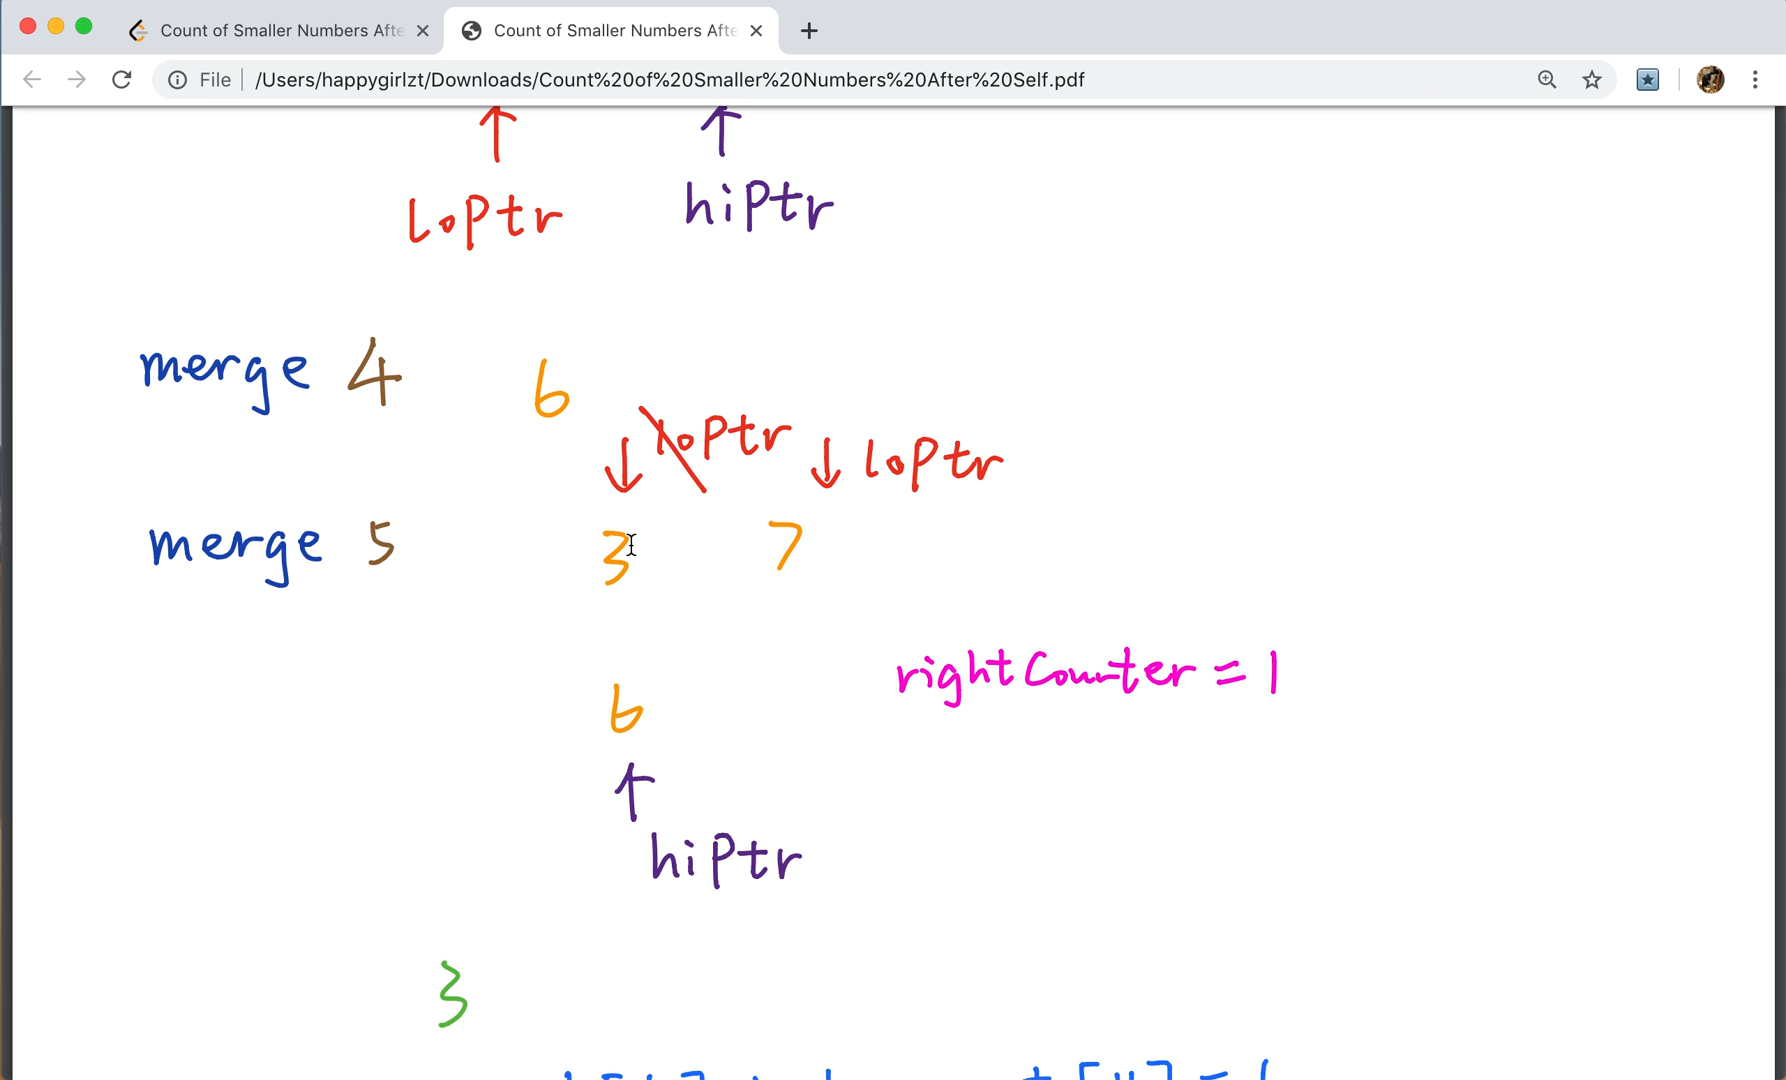 Count of Smaller Numbers Afte
Count of Smaller Numbers Afte
File /Users/happygirlzt/Downloads/Count%20of%20Smaller%20Numbers%20After%20Self.pdf
loPtr hiPtr
merge 4 6
loPtr loPtr
merge 5 3 7
rightCounter = 1
6
hiPtr
3